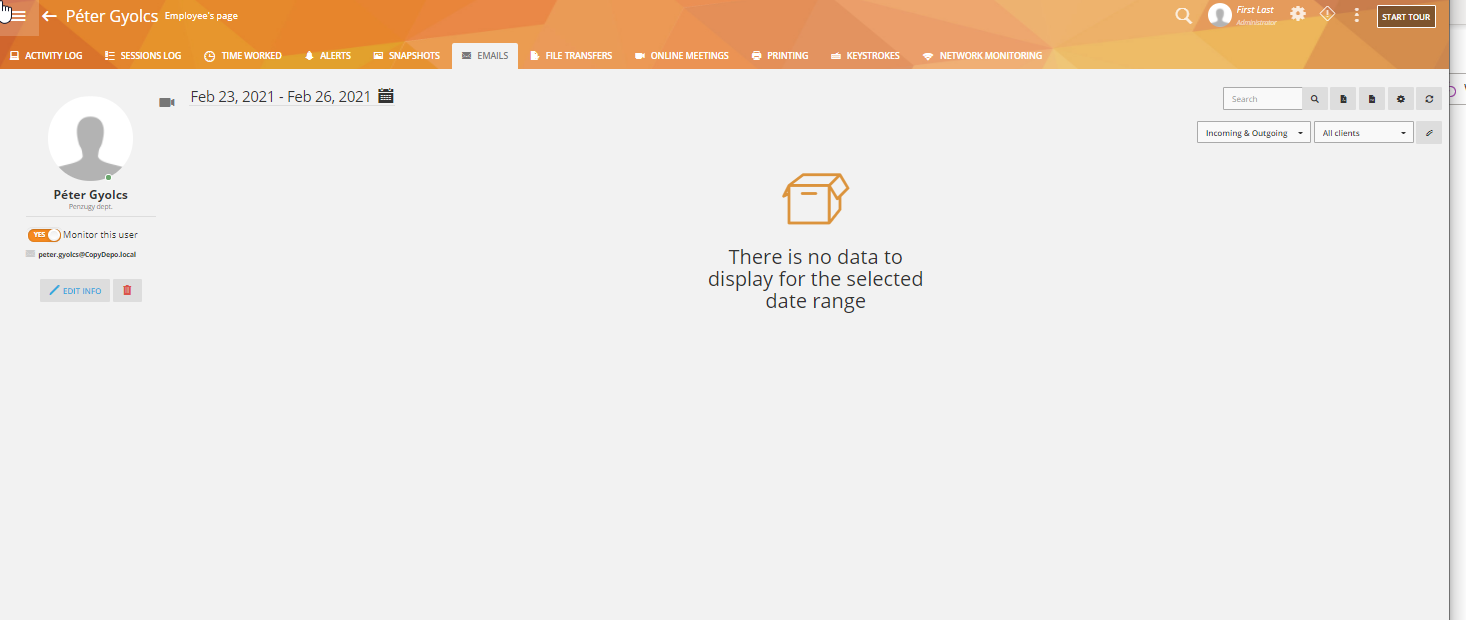 Péter Gyolcs Employee's page
First Last
Administrator
START TOUR
ACTIVITY LOG SESSIONS LOG TIME WORKED ALERTS SNAPSHOTS EMAILS FILE TRANSFERS ONLINE MEETINGS PRINTING KEYSTROKES NETWORK MONITORING
Feb 23, 2021 - Feb 26, 2021
Search
Incoming & Outgoing All clients
Péter Gyolcs
Penzugy dept.
YES Monitor this user
peter.gyolcs@CopyDepo.local
EDIT INFO
There is no data to
display for the selected
date range